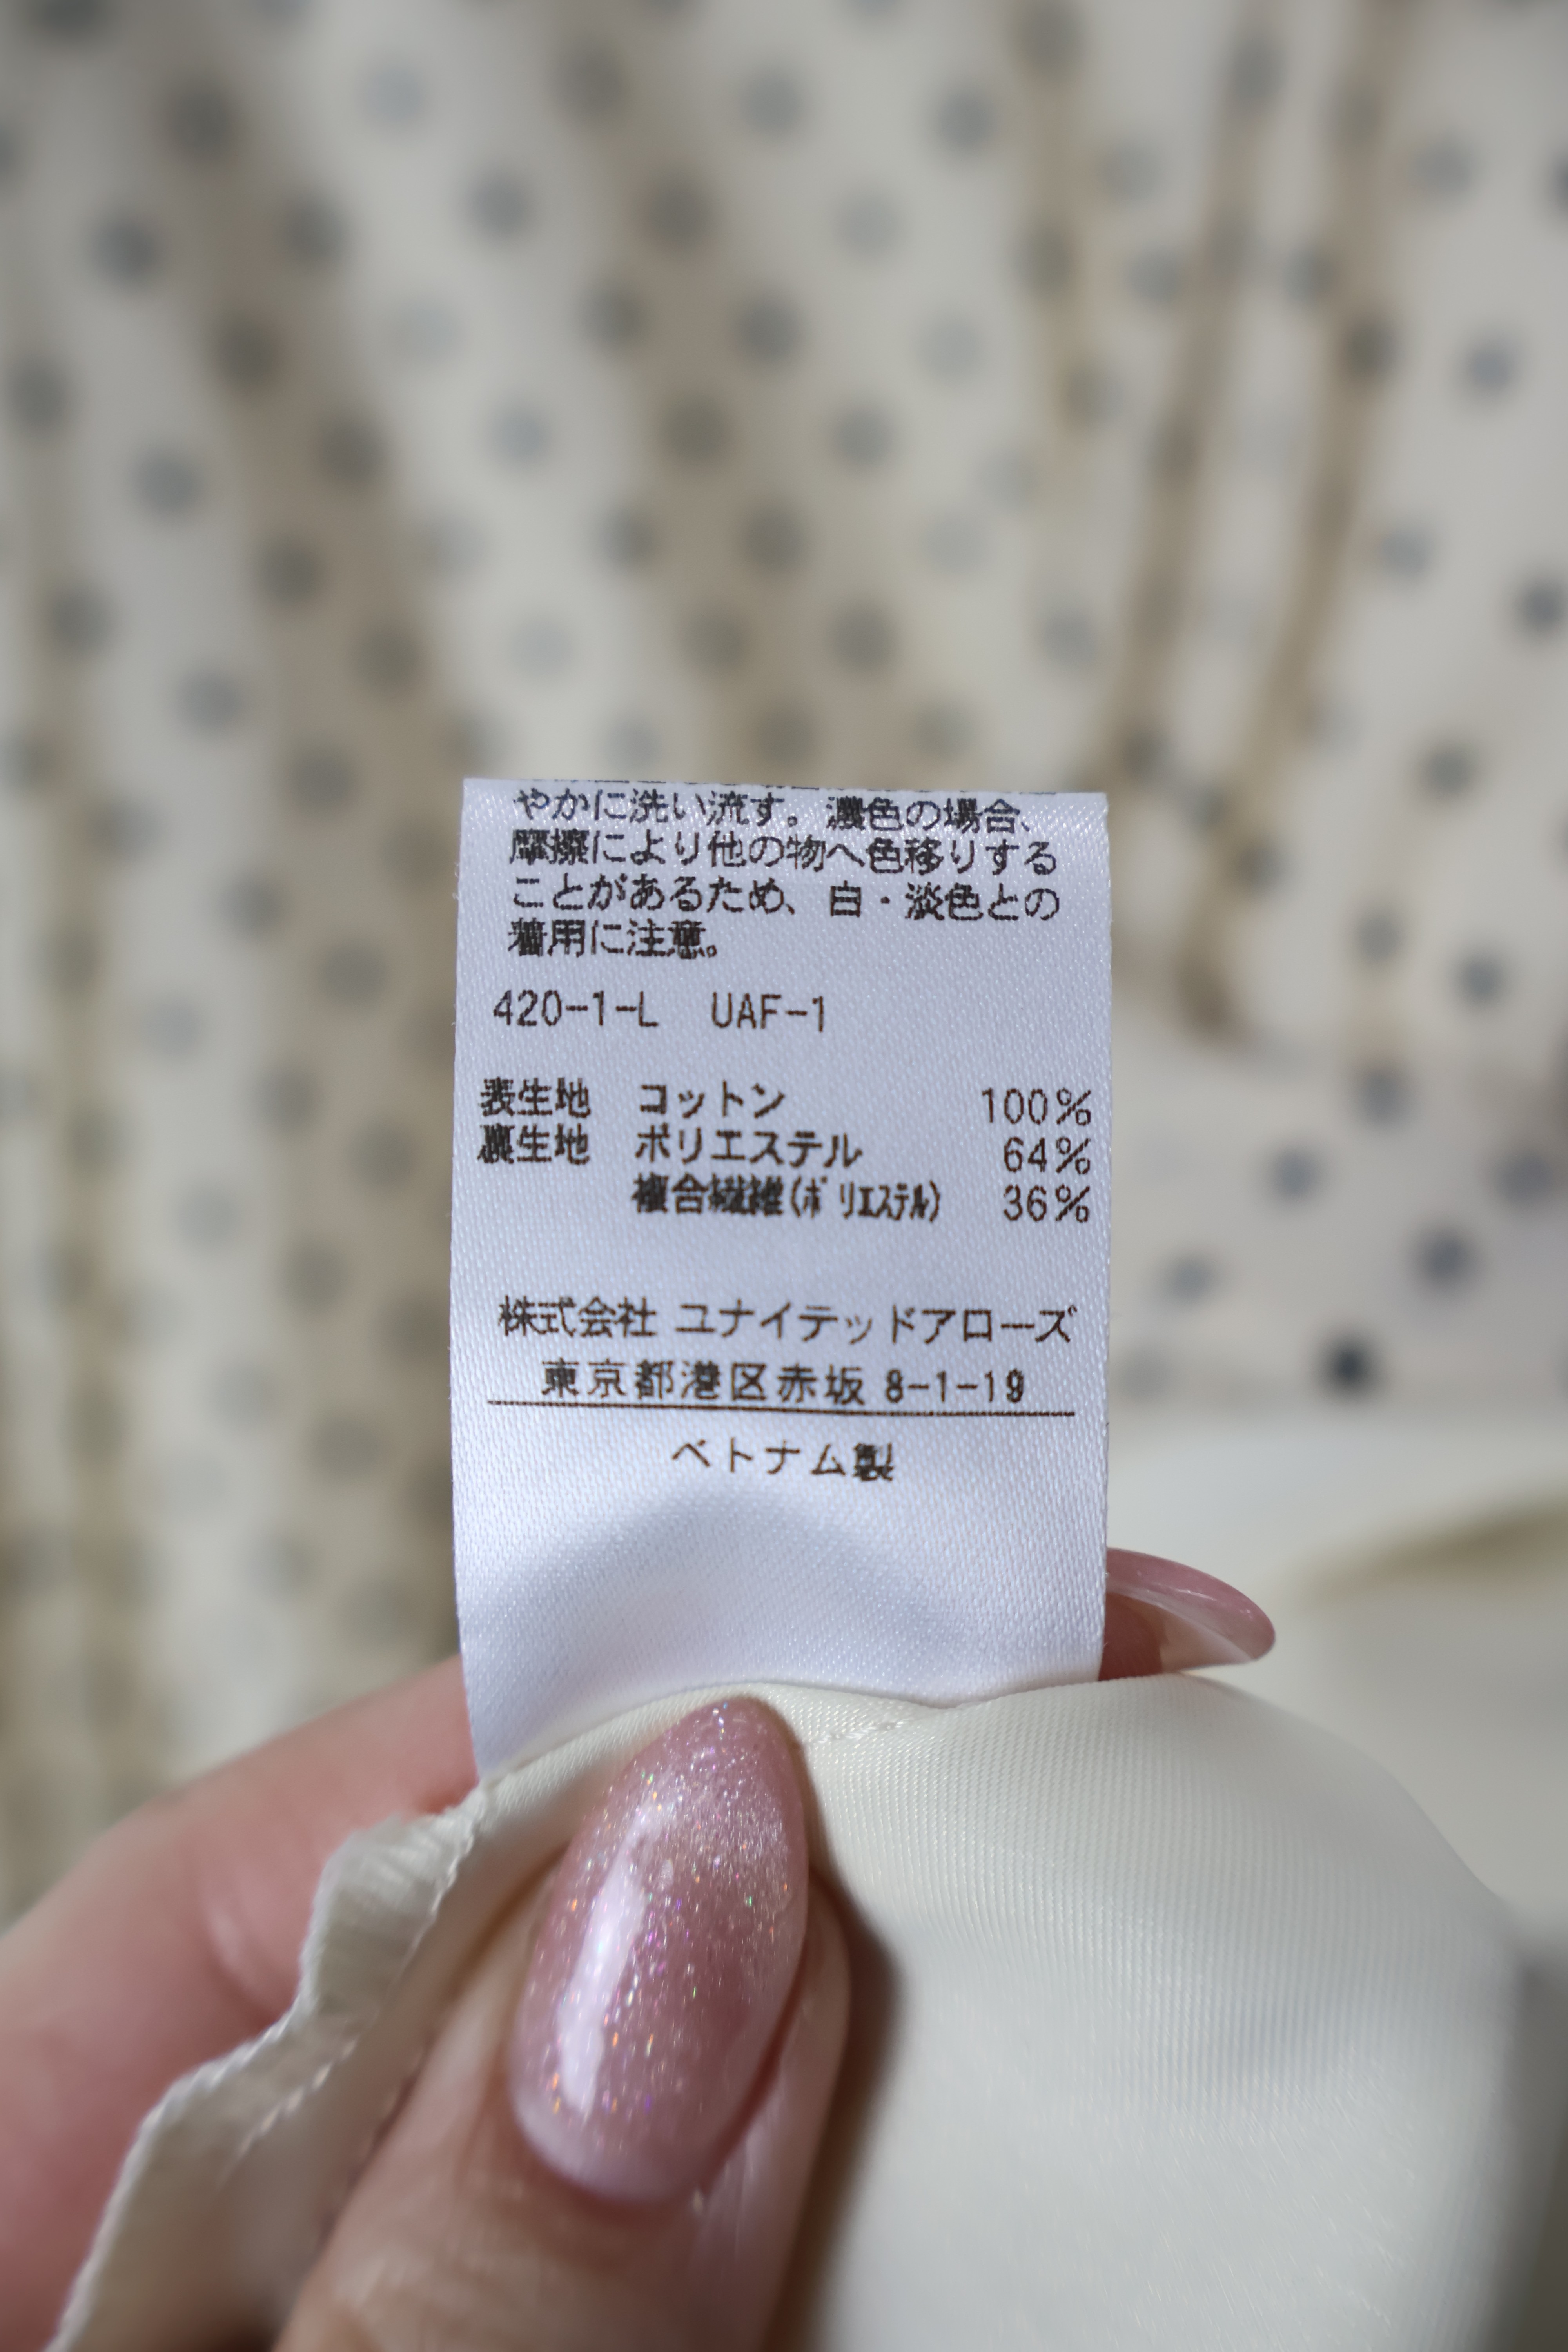 やかに洗い流す。濃色の場合、
摩擦により他の物へ色移りする
ことがあるため、白・淡色との
着用に注意。
420-1-L UAF-1
表生地 コットン 100%
裏生地 ポリエステル 64%
複合繊維(ポリエステル) 36%
株式会社 ユナイテッドアローズ
東京都港区赤坂 8-1-19
ベトナム製